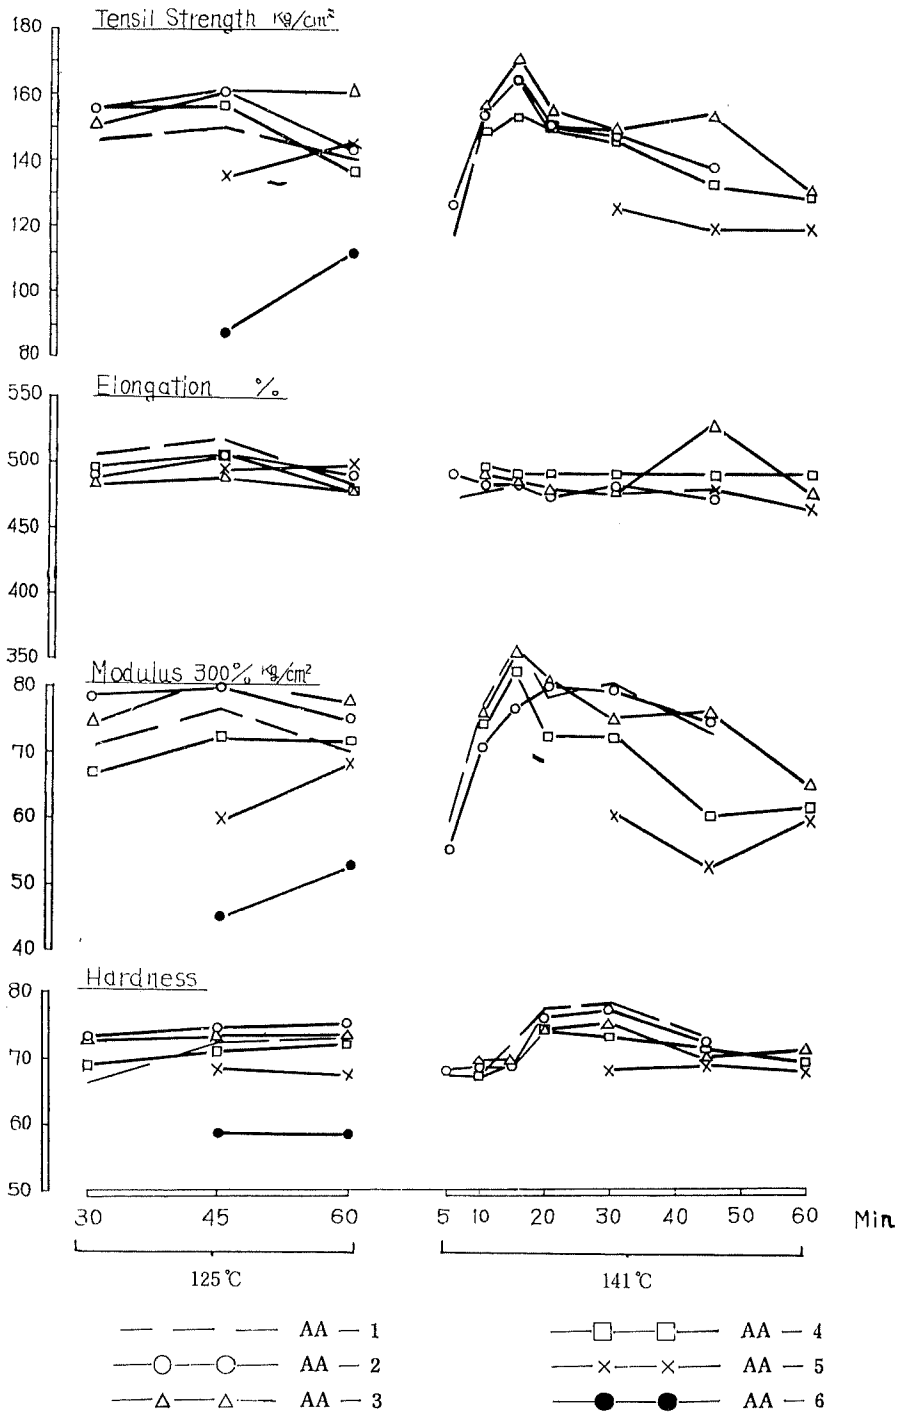 Tensil Strength Kg/cm²
180
160
140
120
100
80
Elongation %
550
500
450
400
350
Modulus 300% Kg/cm²
80
70
60
50
40
Hardness
80
70
60
50
30 45 60 5 10 20 30 40 50 60 Min
125℃ 141℃
AA — 1 AA — 4
AA — 2 AA — 5
AA — 3 AA — 6